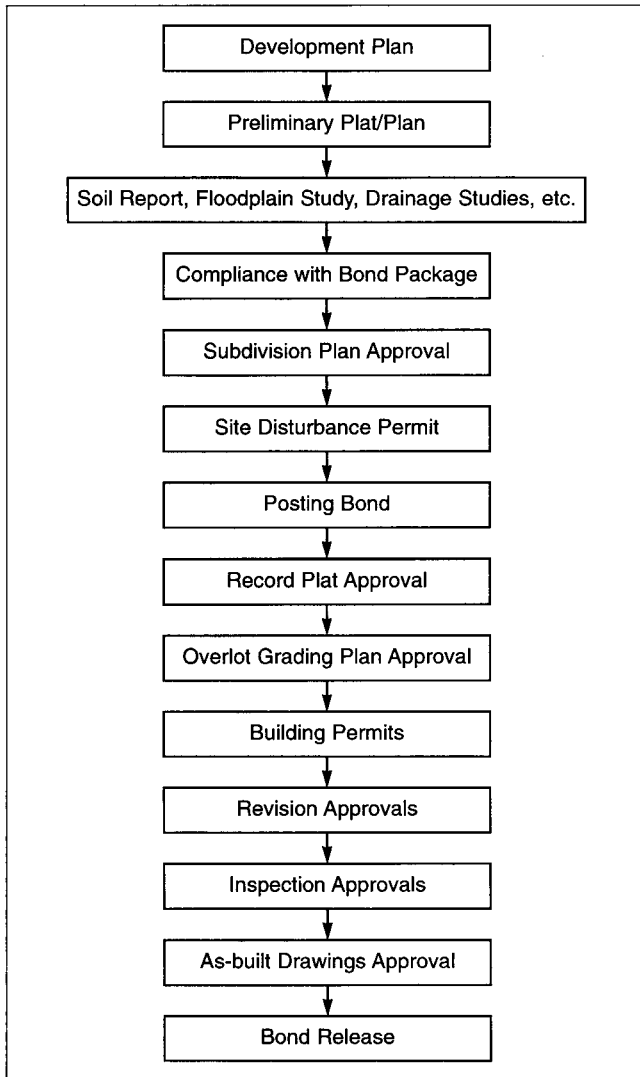 Development Plan
Preliminary Plat/Plan
Soil Report, Floodplain Study, Drainage Studies, etc.
Compliance with Bond Package
Subdivision Plan Approval
Site Disturbance Permit
Posting Bond
Record Plat Approval
Overlot Grading Plan Approval
Building Permits
Revision Approvals
Inspection Approvals
As-built Drawings Approval
Bond Release